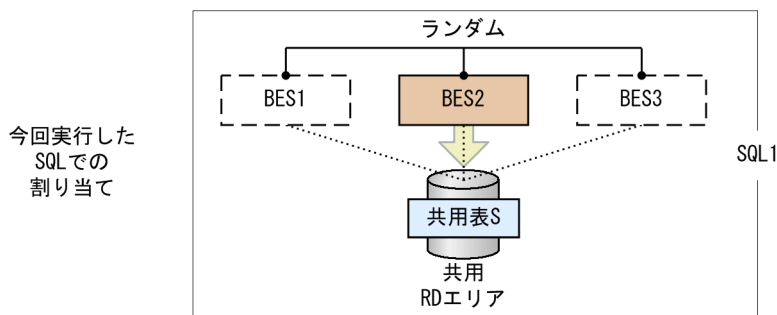 ランダム
BES1
BES2
BES3
今回実行した
SQLでの
割り当て
SQL1
共用表S
共用
RDエリア